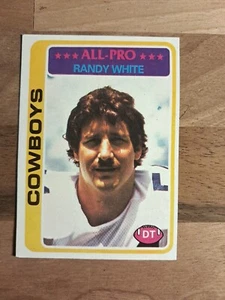 ★★★ALL-PRO★★★
RANDY WHITE
COWBOYS
DT